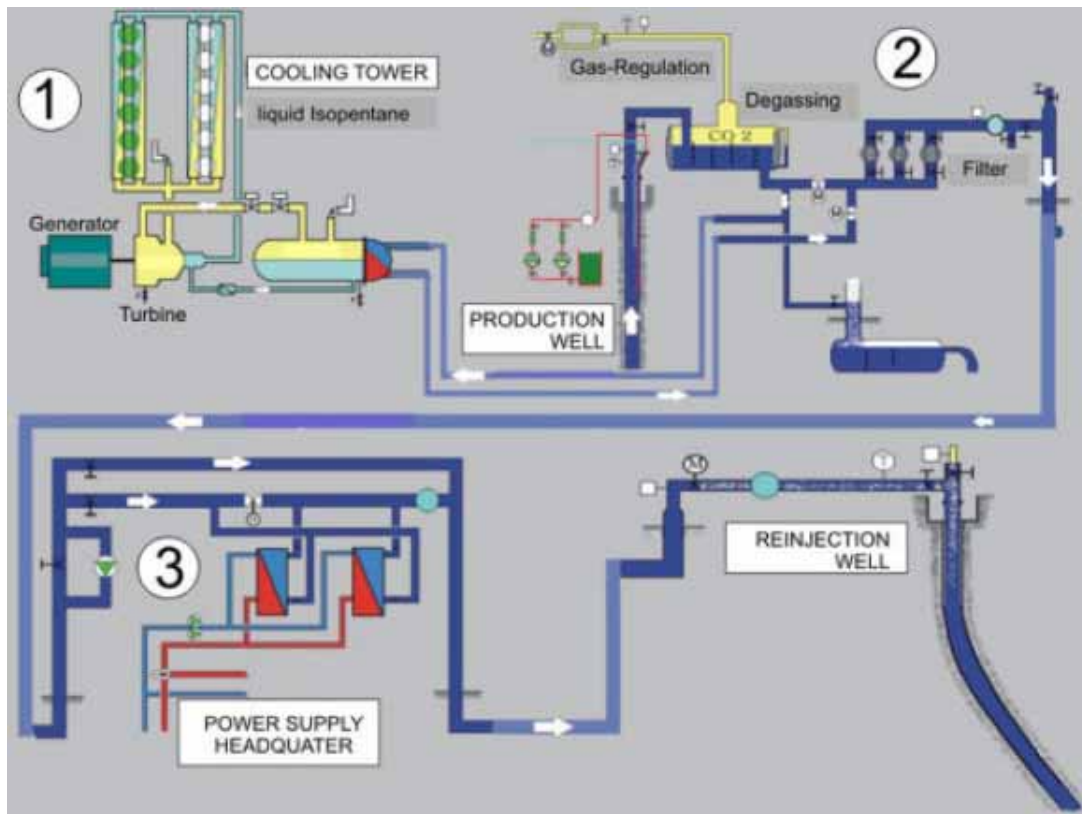 1
COOLING TOWER
liquid Isopentane
Generator
Turbine
Gas-Regulation
2
Degassing
CO 2
Filter
PRODUCTION
WELL
3
POWER SUPPLY
HEADQUATER
M
T
REINJECTION
WELL